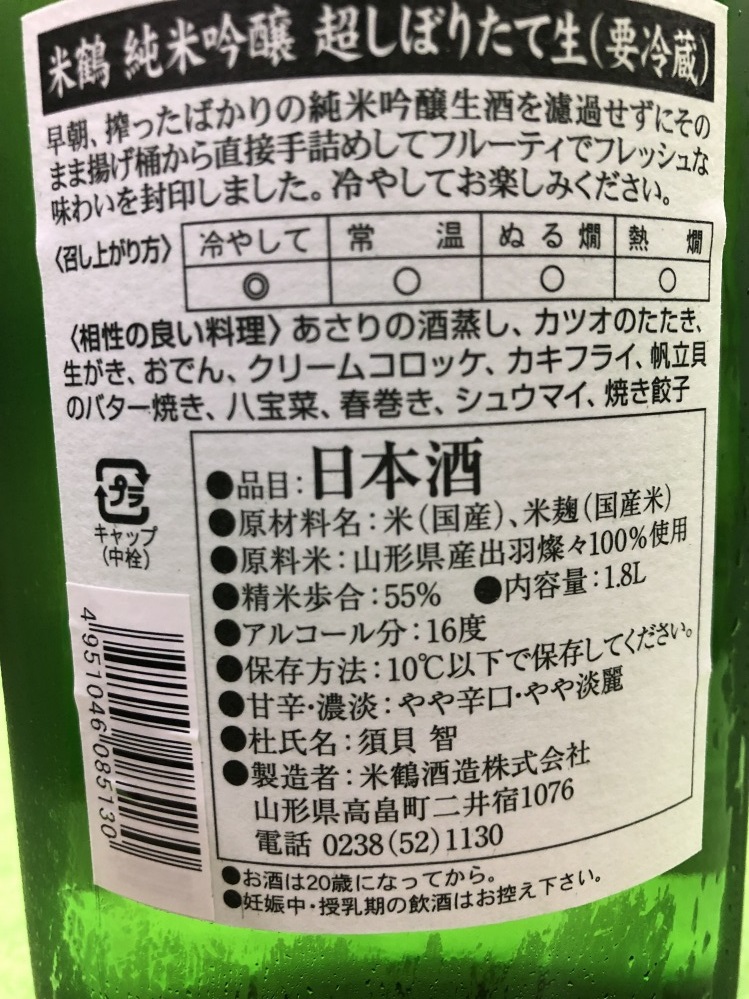 米鶴 純米吟醸 超しぼりたて生(要冷蔵)
早朝、搾ったばかりの純米吟醸生酒を濾過せずにその
まま揚げ桶から直接手詰めしてフルーティでフレッシュな
味わいを封印しました。冷やしてお楽しみください。
〈召し上がり方〉 冷やして 常温 ぬる燗 熱燗
◎ ○ ○ ○
〈相性の良い料理〉あさりの酒蒸し、カツオのたたき、
生がき、おでん、クリームコロッケ、カキフライ、帆立貝
のバター焼き、八宝菜、春巻き、シュウマイ、焼き餃子
プラ
キャップ
(中栓)
●品目:日本酒
●原材料名:米(国産)、米麹(国産米)
●原料米:山形県産出羽燦々100%使用
●精米歩合:55% ●内容量:1.8L
●アルコール分:16度
●保存方法:10℃以下で保存してください。
●甘辛・濃淡:やや辛口・やや淡麗
●杜氏名:須貝 智
●製造者:米鶴酒造株式会社
山形県高畠町二井宿1076
電話 0238(52)1130
4951046085130
●お酒は20歳になってから。
●妊娠中・授乳期の飲酒はお控え下さい。